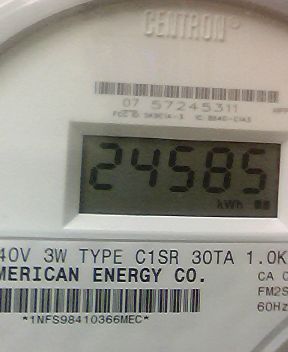 CENTRON®
07 57245311
24585
kWh
40V 3W TYPE C1SR 30TA 1.0K
MERICAN ENERGY CO.
CA 0
FM2S
60Hz
*1NFS98410366MEC*